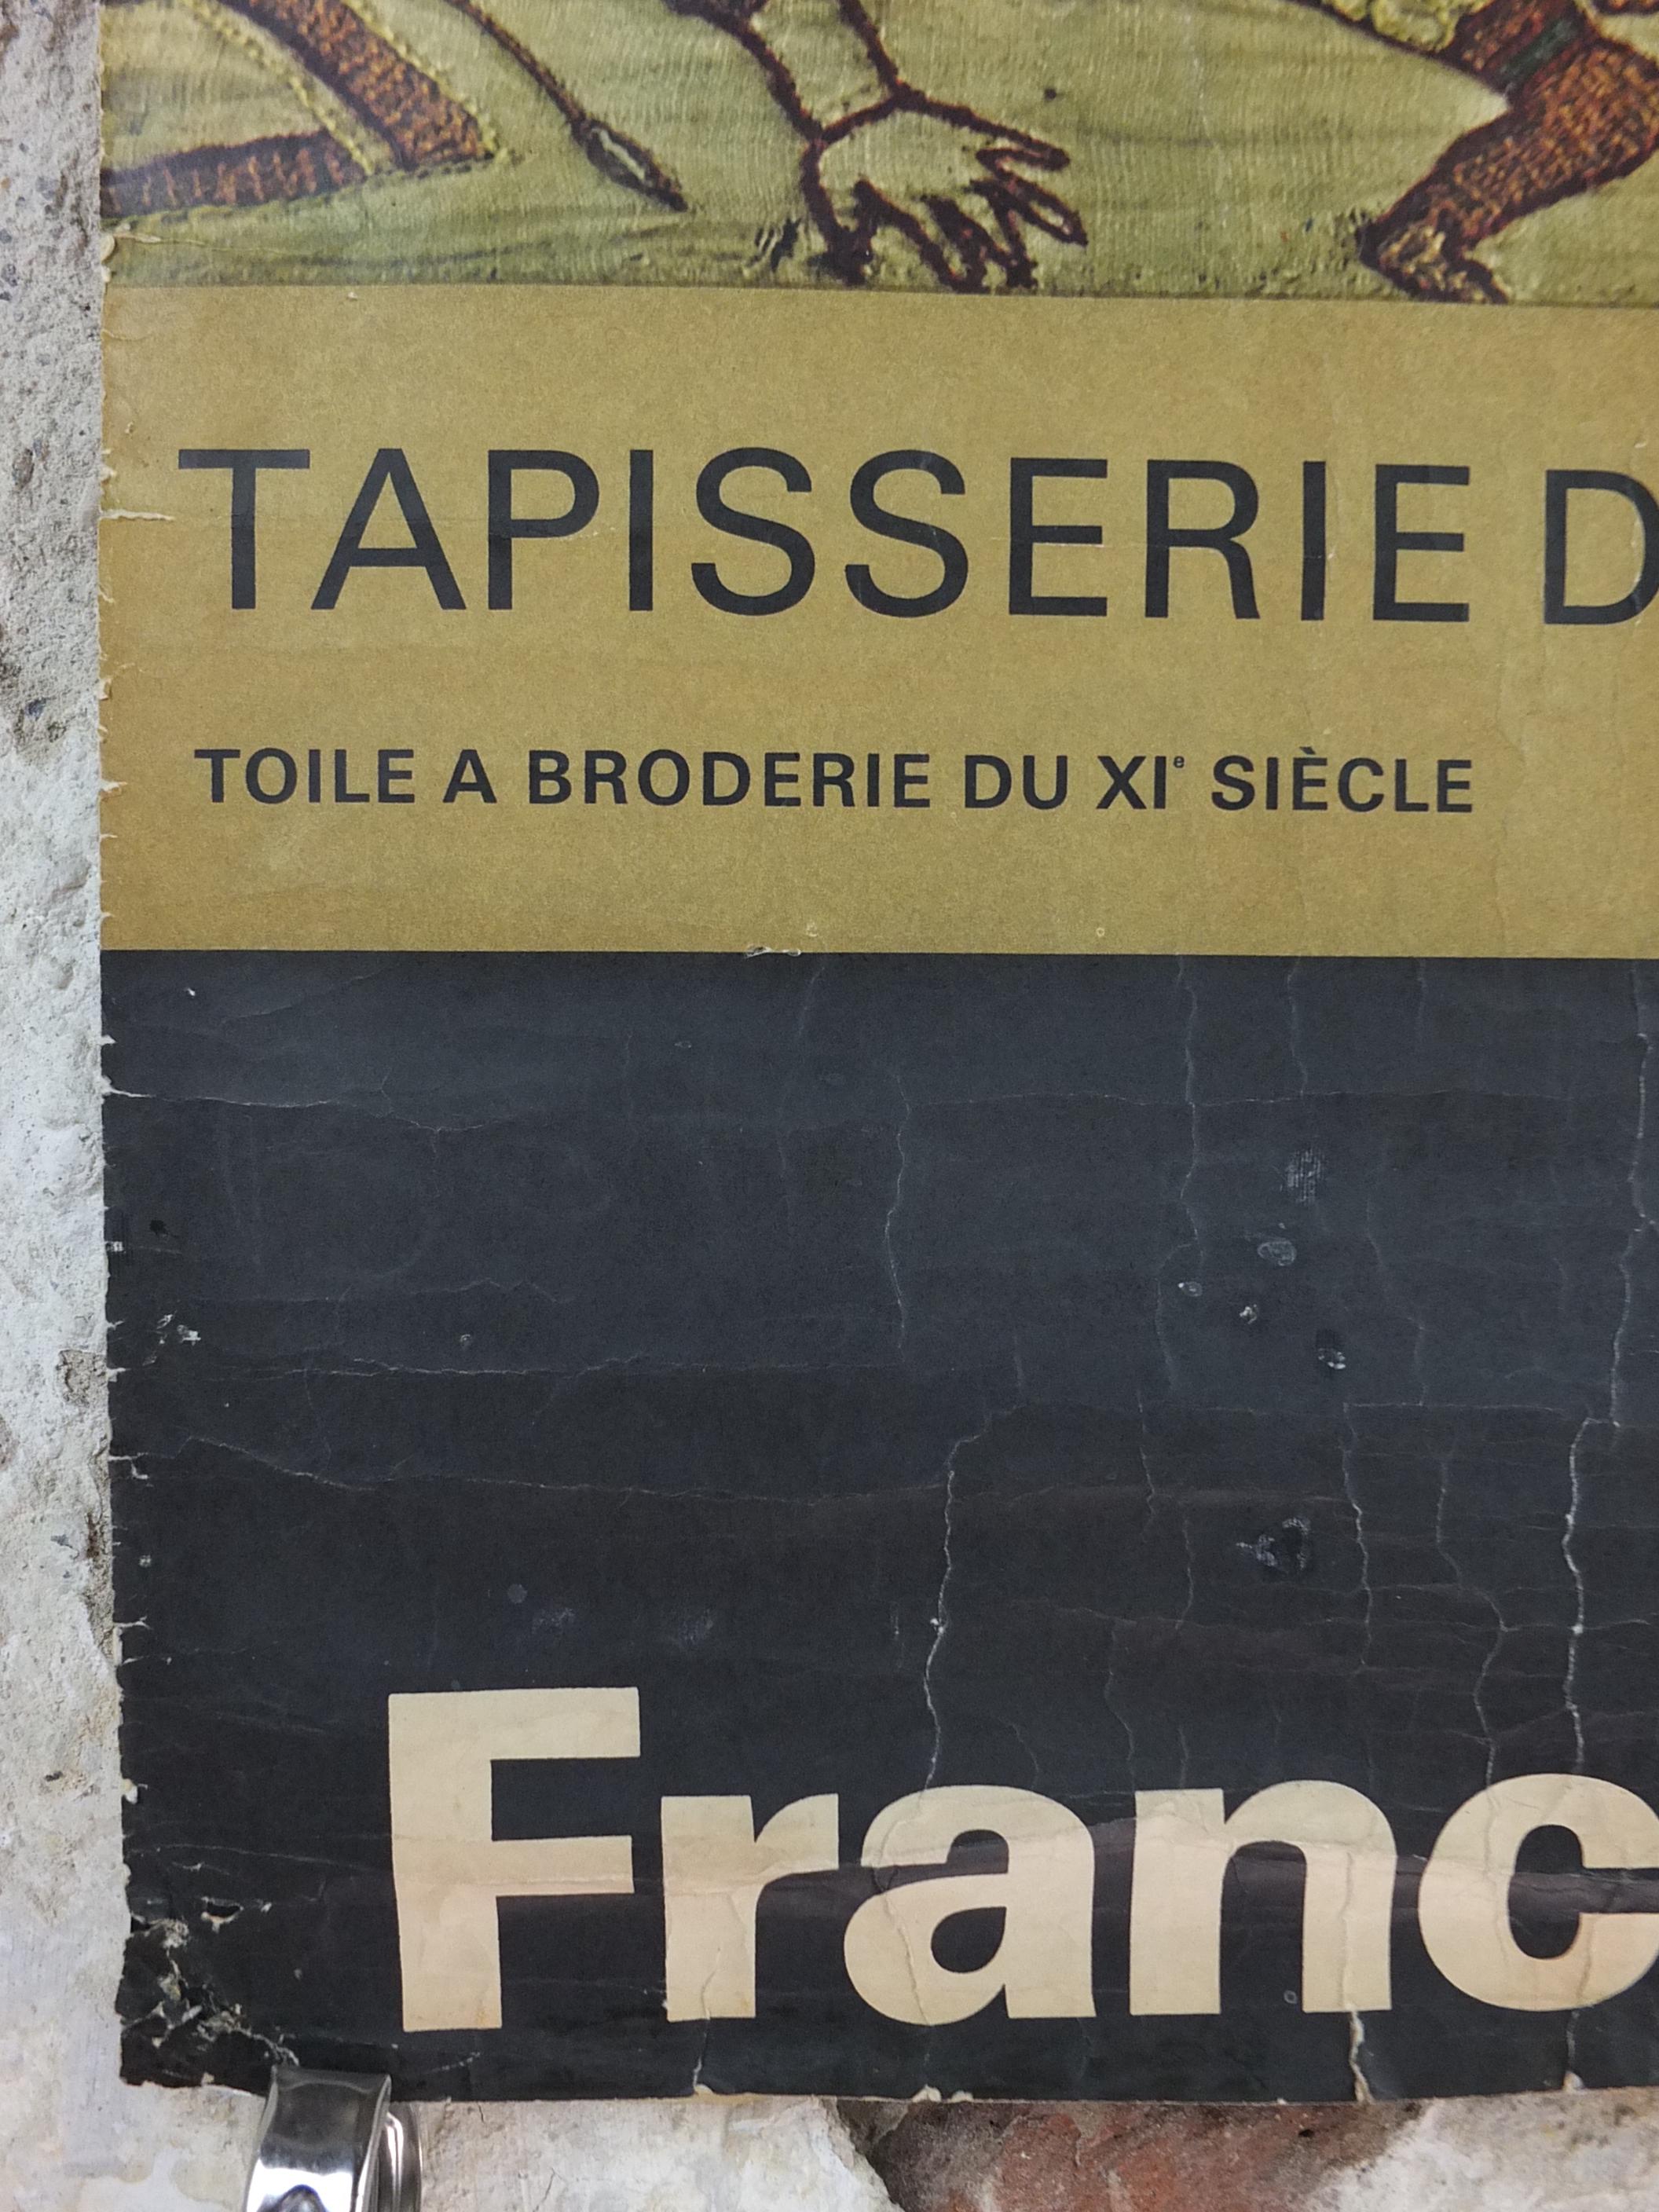 TAPISSERIE D
TOILE A BRODERIE DU XIᵉ SIÈCLE
Franc